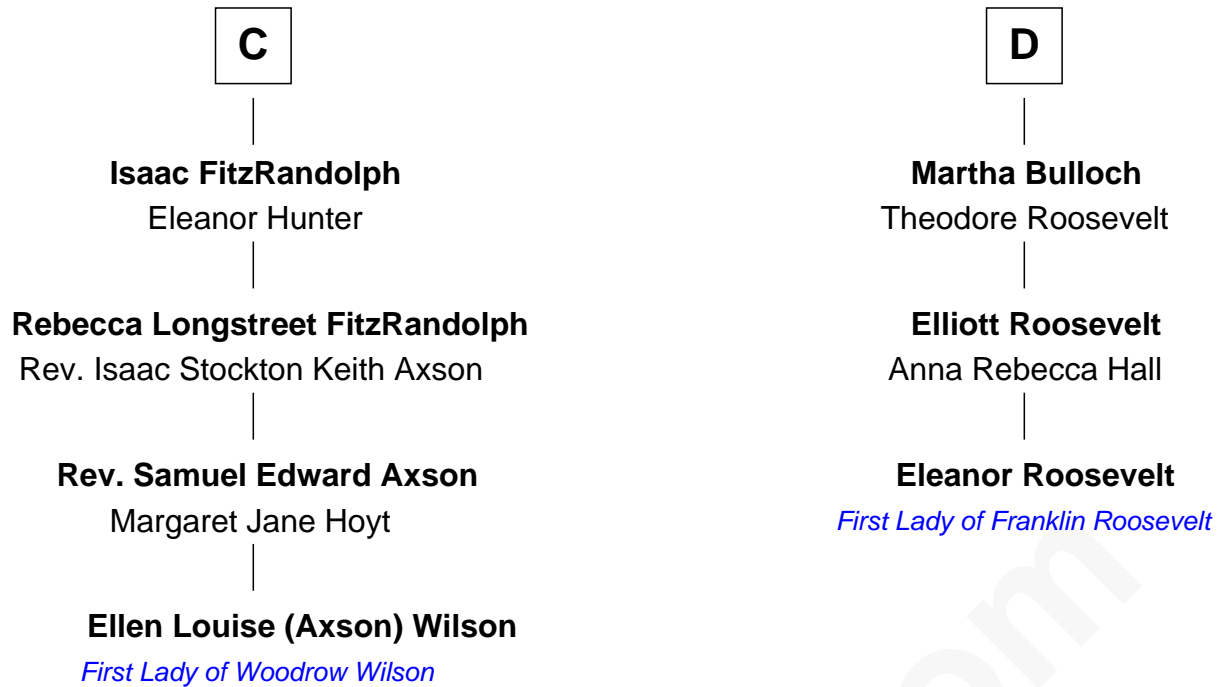 C
Isaac FitzRandolph
Eleanor Hunter
Rebecca Longstreet FitzRandolph
Rev. Isaac Stockton Keith Axson
Rev. Samuel Edward Axson
Margaret Jane Hoyt
Ellen Louise (Axson) Wilson
First Lady of Woodrow Wilson
D
Martha Bulloch
Theodore Roosevelt
Elliott Roosevelt
Anna Rebecca Hall
Eleanor Roosevelt
First Lady of Franklin Roosevelt
om